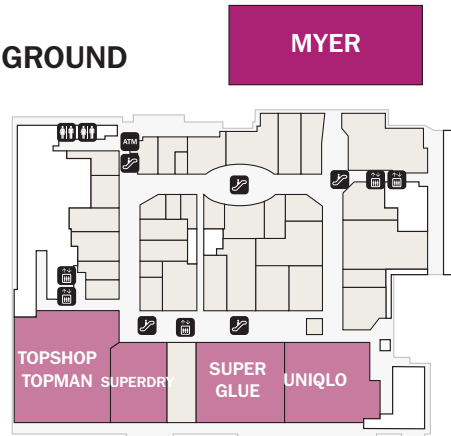 MYER
GROUND
ATM
TOPSHOP
TOPMAN
SUPERDRY
SUPER
GLUE
UNIQLO